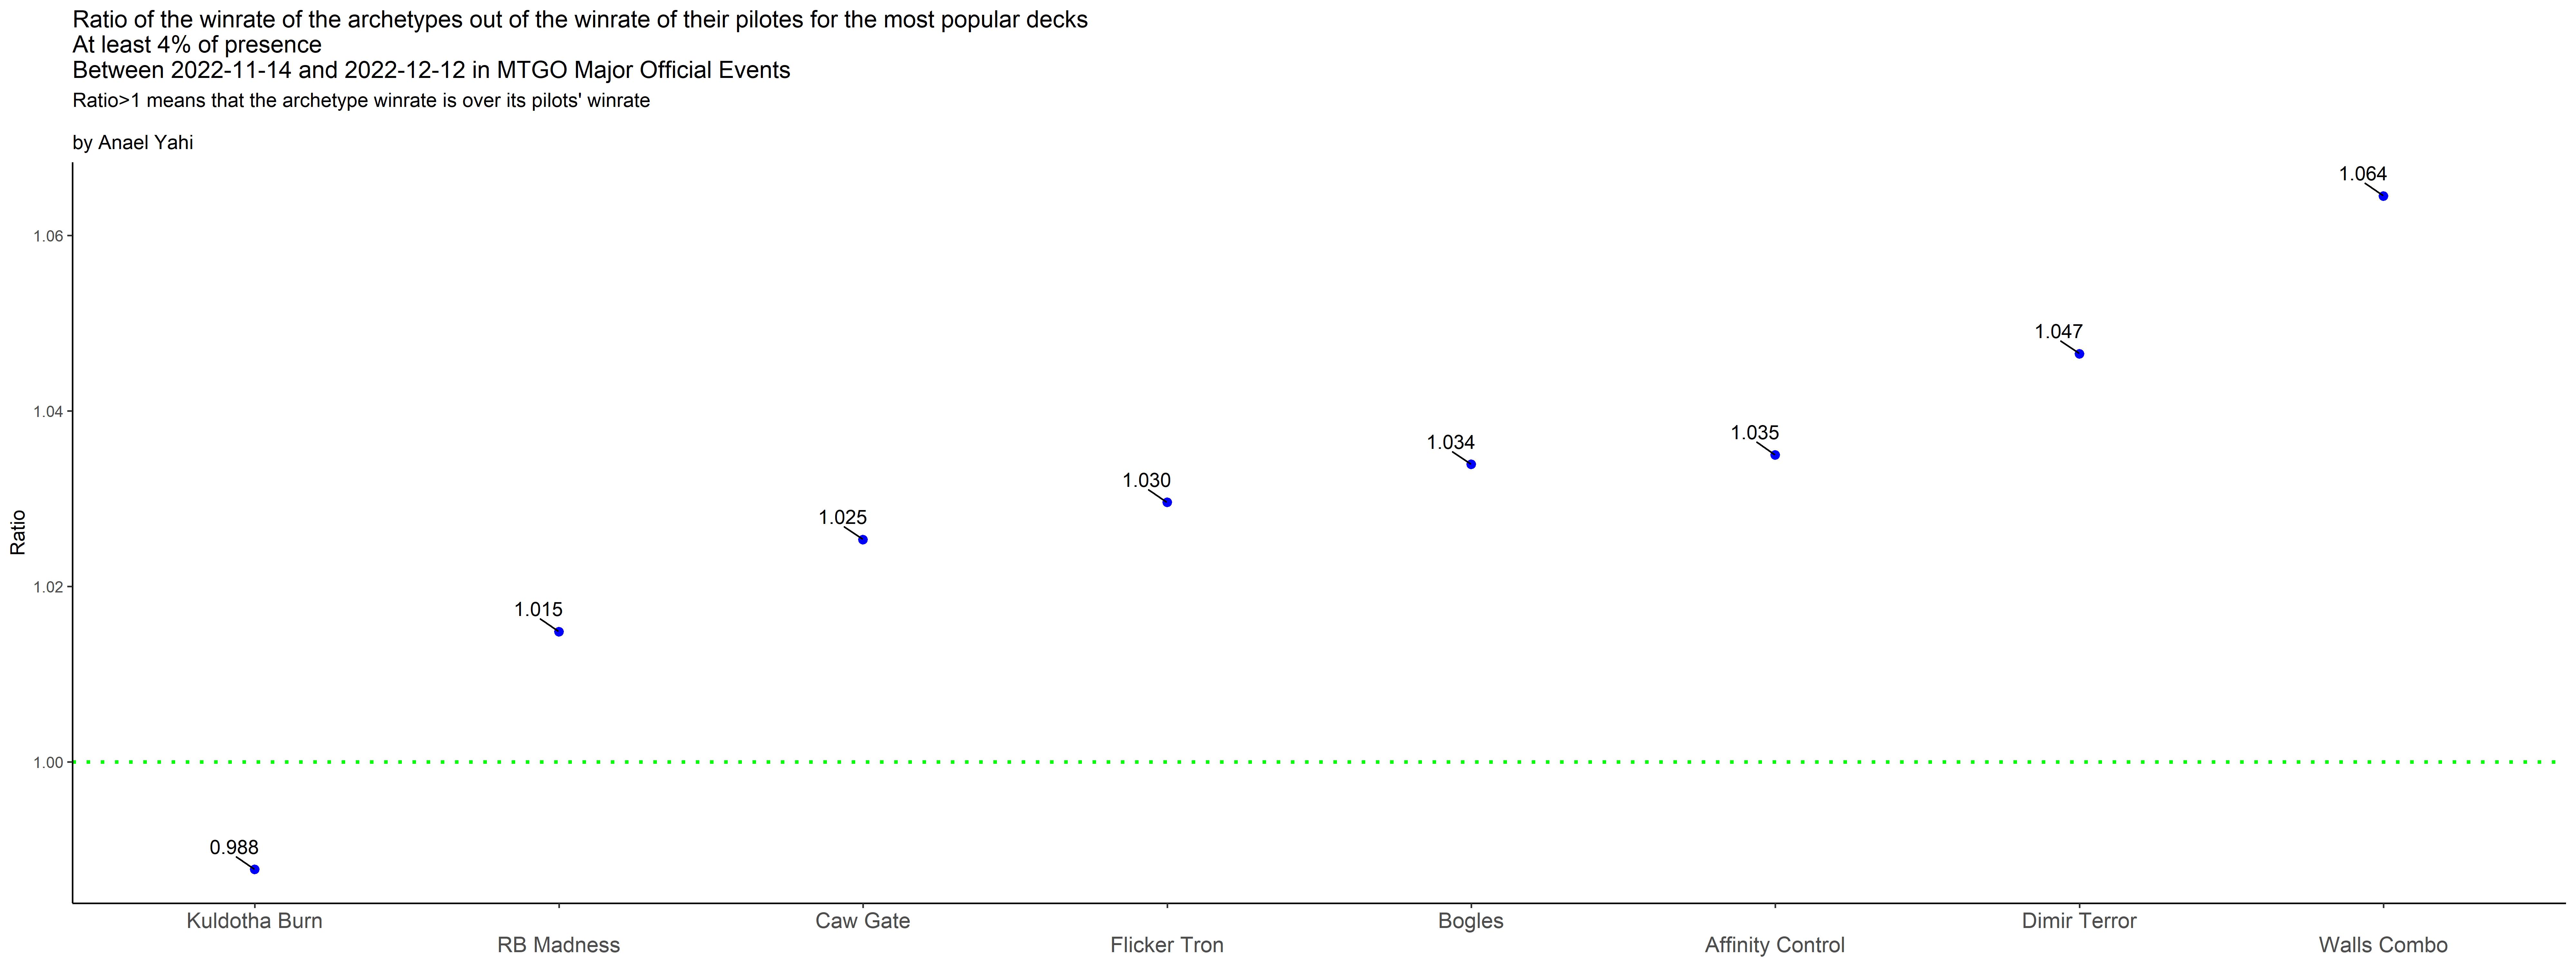 Ratio of the winrate of the archetypes out of the winrate of their pilotes for the most popular decks
At least 4% of presence
Between 2022-11-14 and 2022-12-12 in MTGO Major Official Events
Ratio>1 means that the archetype winrate is over its pilots' winrate
by Anael Yahi
1.064
1.06
1.047
1.04
1.035
1.034
1.030
1.025
Ratio
1.02
1.015
1.00
0.988
Kuldotha Burn
RB Madness
Caw Gate
Flicker Tron
Bogles
Affinity Control
Dimir Terror
Walls Combo